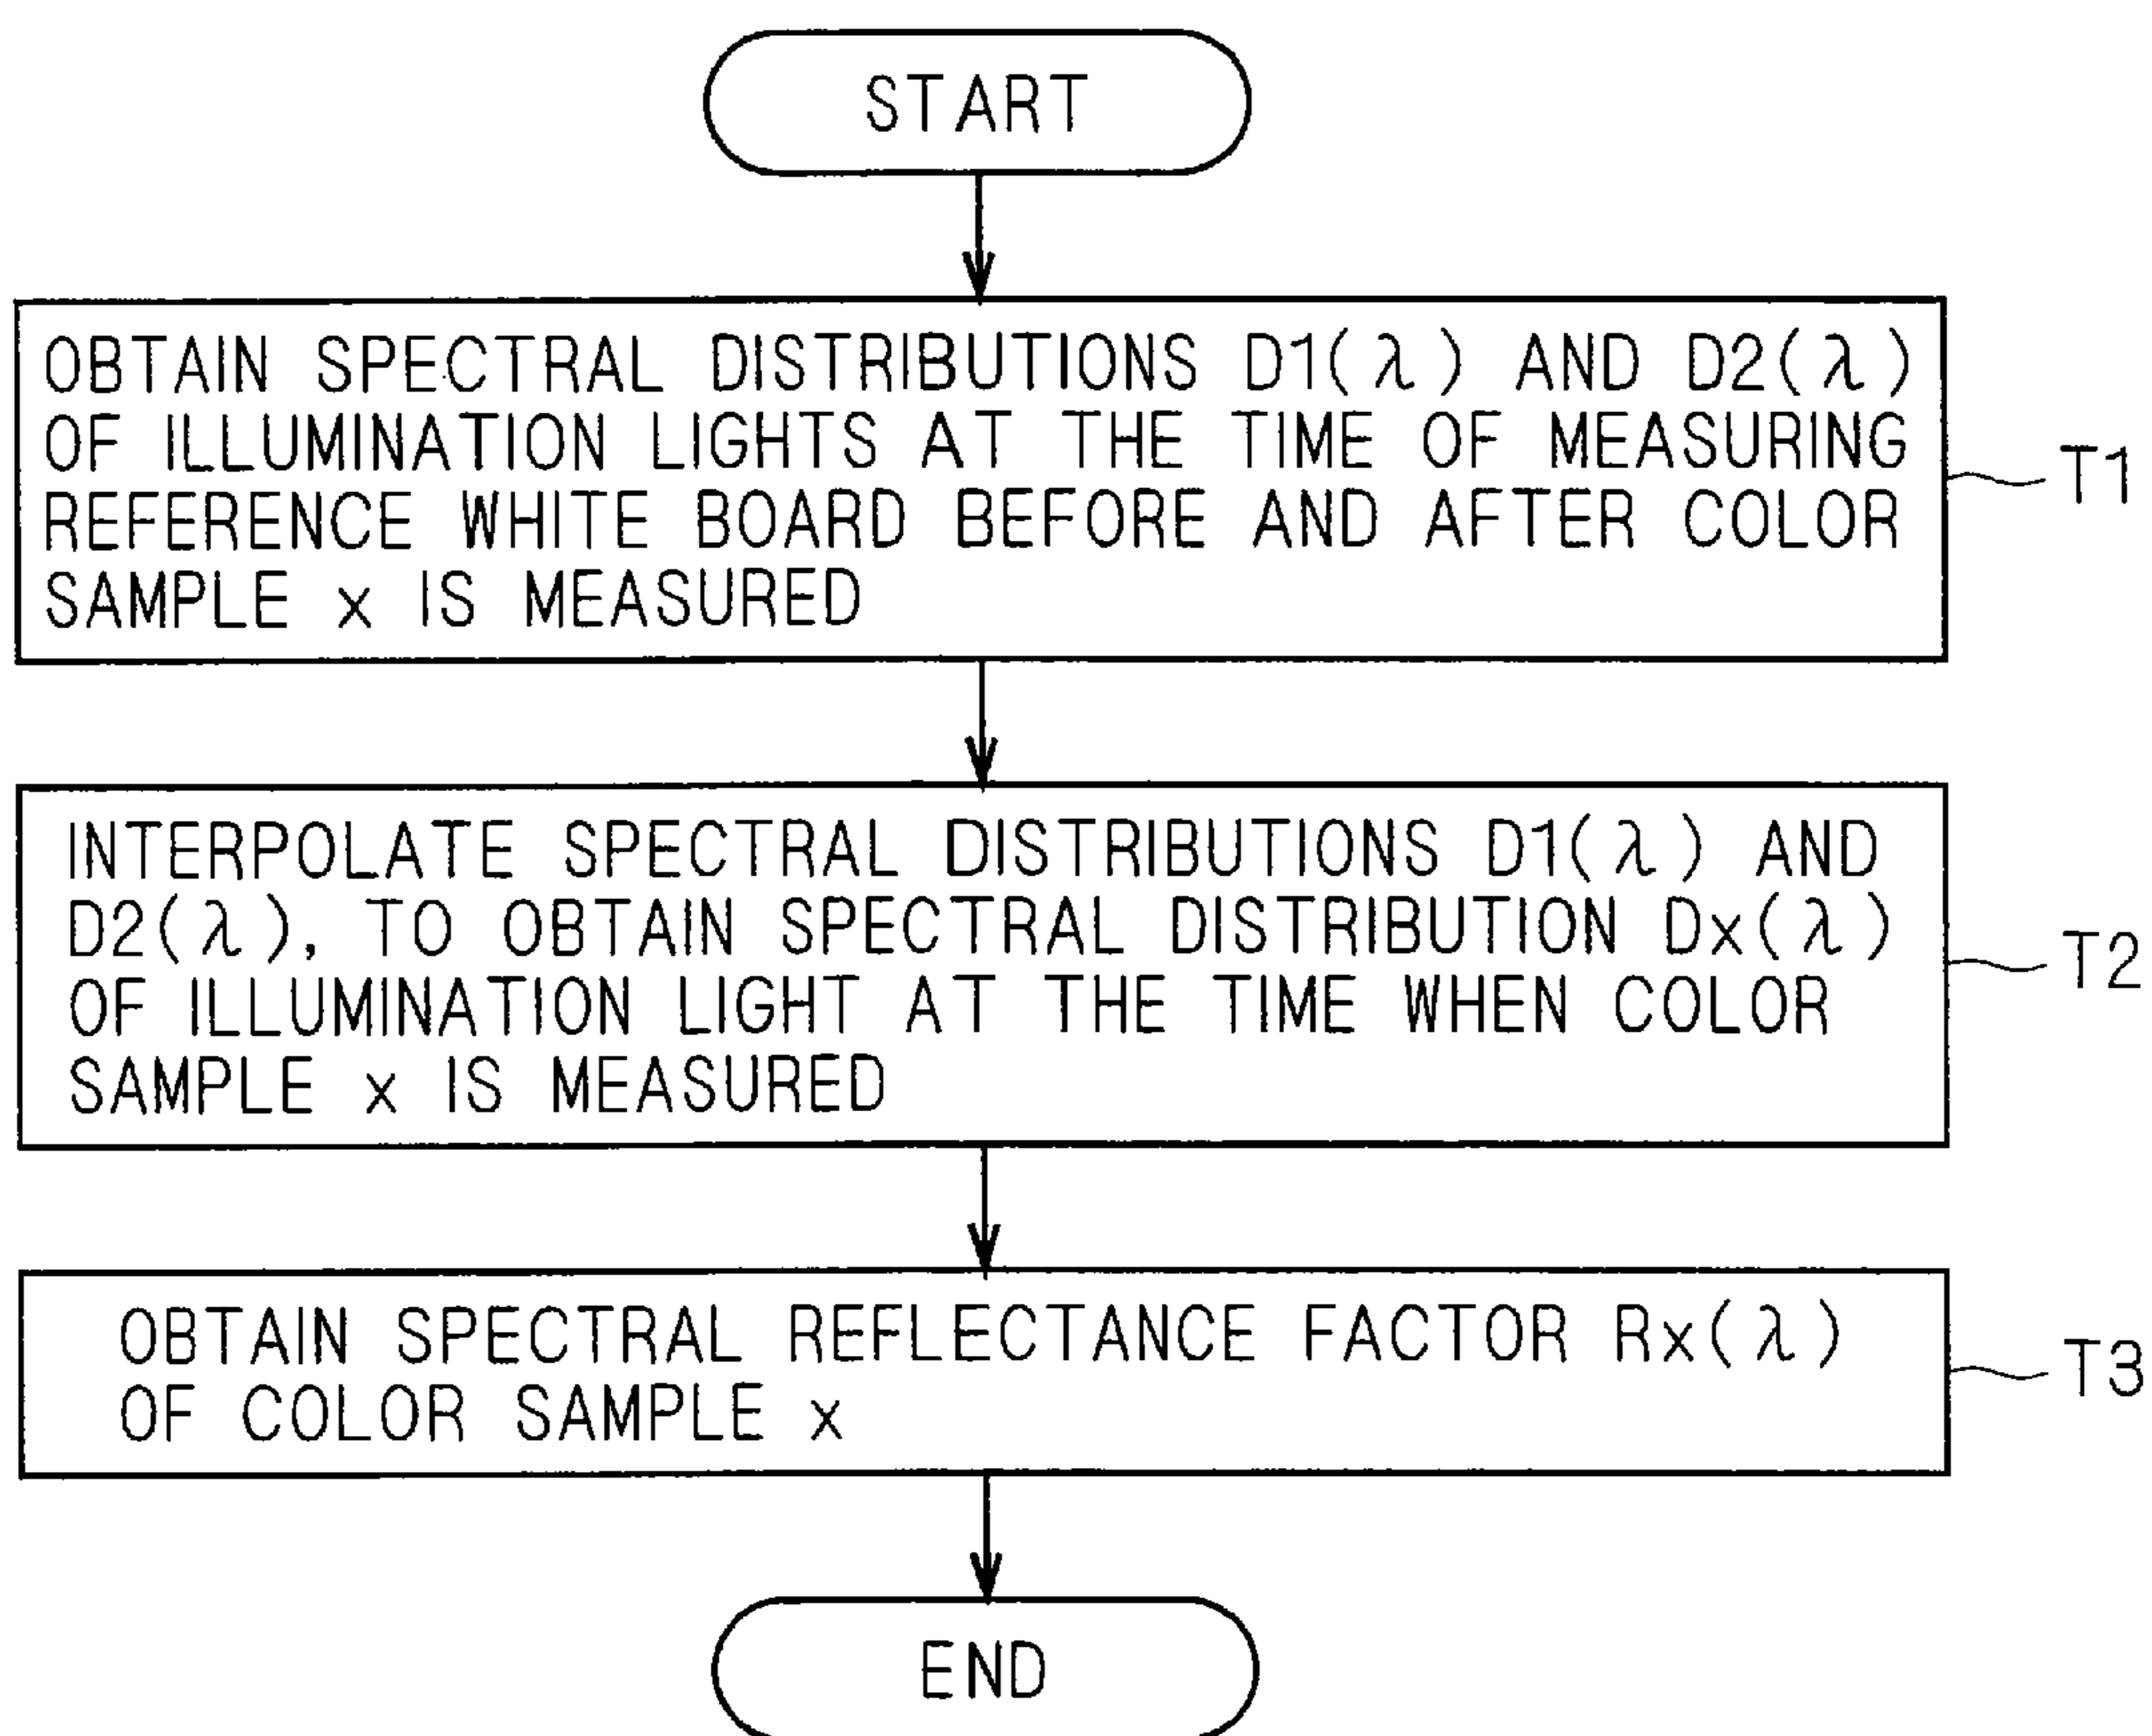 START
OBTAIN SPECTRAL DISTRIBUTIONS D1(λ) AND D2(λ)
OF ILLUMINATION LIGHTS AT THE TIME OF MEASURING
REFERENCE WHITE BOARD BEFORE AND AFTER COLOR
SAMPLE x IS MEASURED
T1
INTERPOLATE SPECTRAL DISTRIBUTIONS D1(λ) AND
D2(λ), TO OBTAIN SPECTRAL DISTRIBUTION Dx(λ)
OF ILLUMINATION LIGHT AT THE TIME WHEN COLOR
SAMPLE x IS MEASURED
T2
OBTAIN SPECTRAL REFLECTANCE FACTOR Rx(λ)
OF COLOR SAMPLE x
T3
END